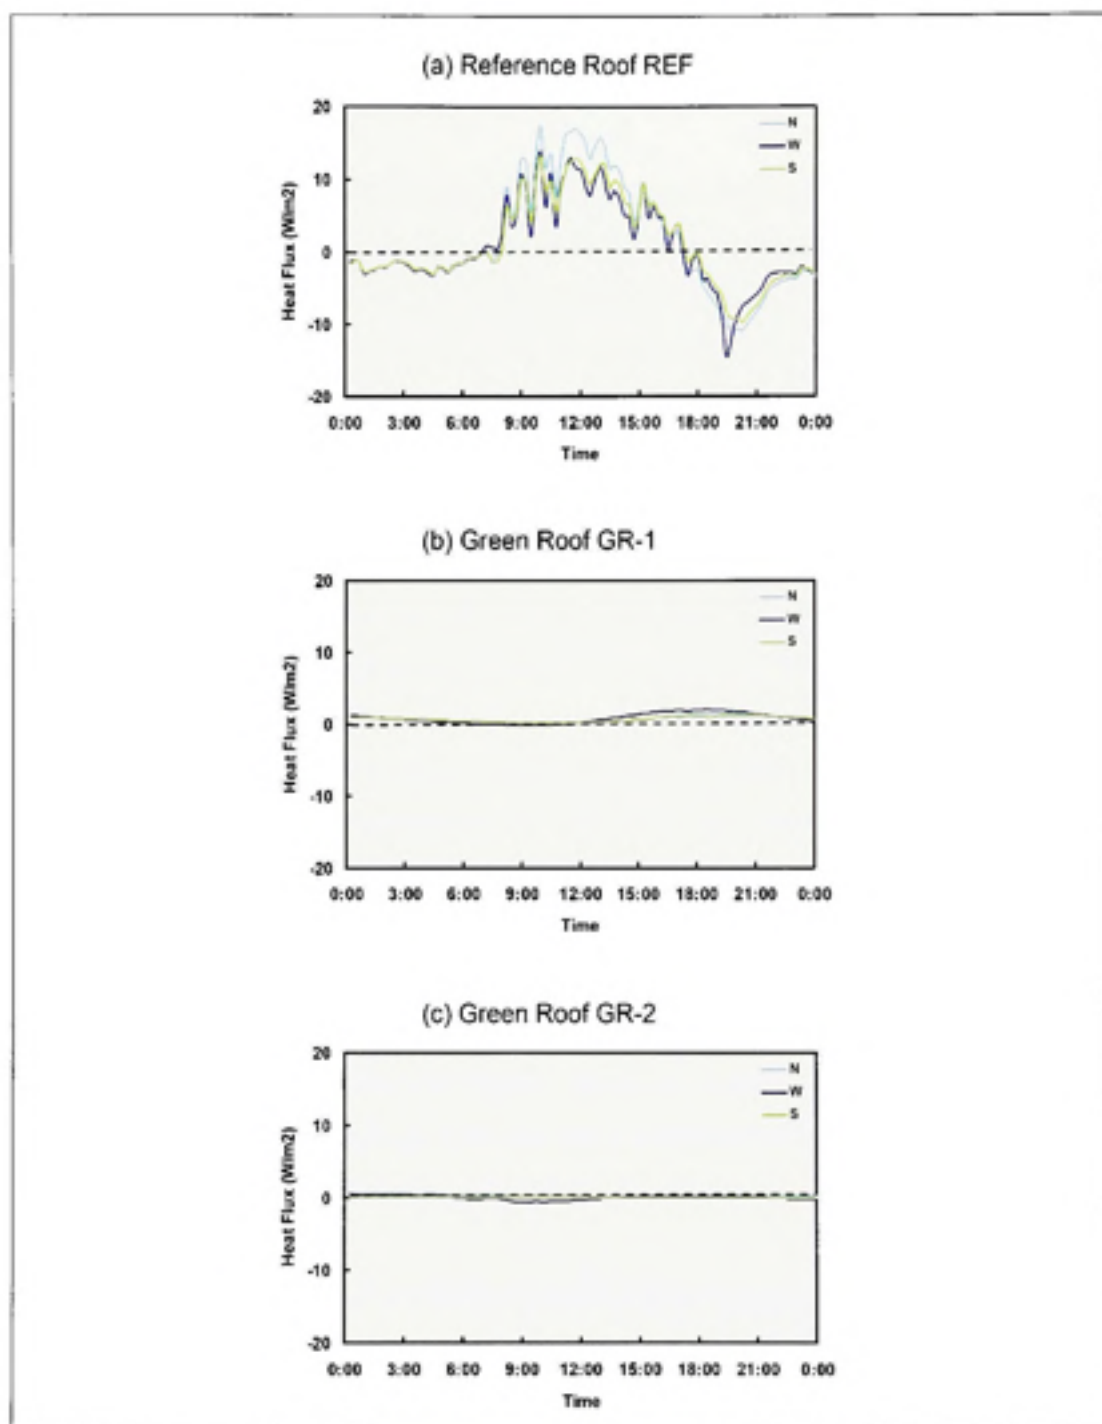 (a) Reference Roof REF
20
10
0
-10
-20
Heat Flux (W/m2)
N
W
S
0:00 3:00 6:00 9:00 12:00 15:00 18:00 21:00 0:00
Time
(b) Green Roof GR-1
20
10
0
-10
-20
Heat Flux (W/m2)
N
W
S
0:00 3:00 6:00 9:00 12:00 15:00 18:00 21:00 0:00
Time
(c) Green Roof GR-2
20
10
0
-10
-20
Heat Flux (W/m2)
N
W
S
0:00 3:00 6:00 9:00 12:00 15:00 18:00 21:00 0:00
Time